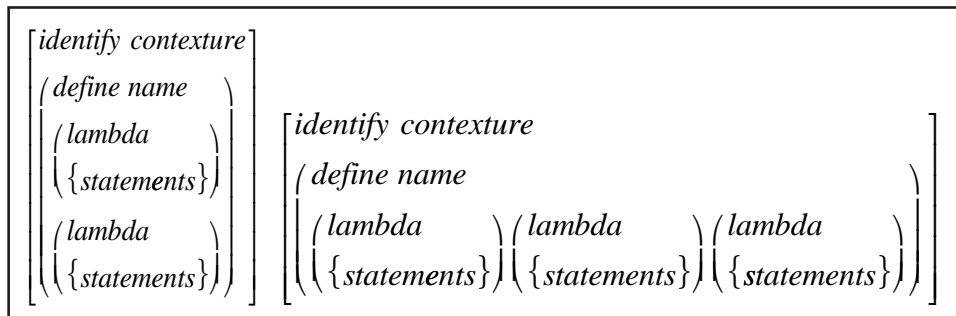 identify contexture
define name
lambda
{statements}
lambda
{statements}
identify contexture
define name
lambda lambda lambda
{statements} {statements} {statements}